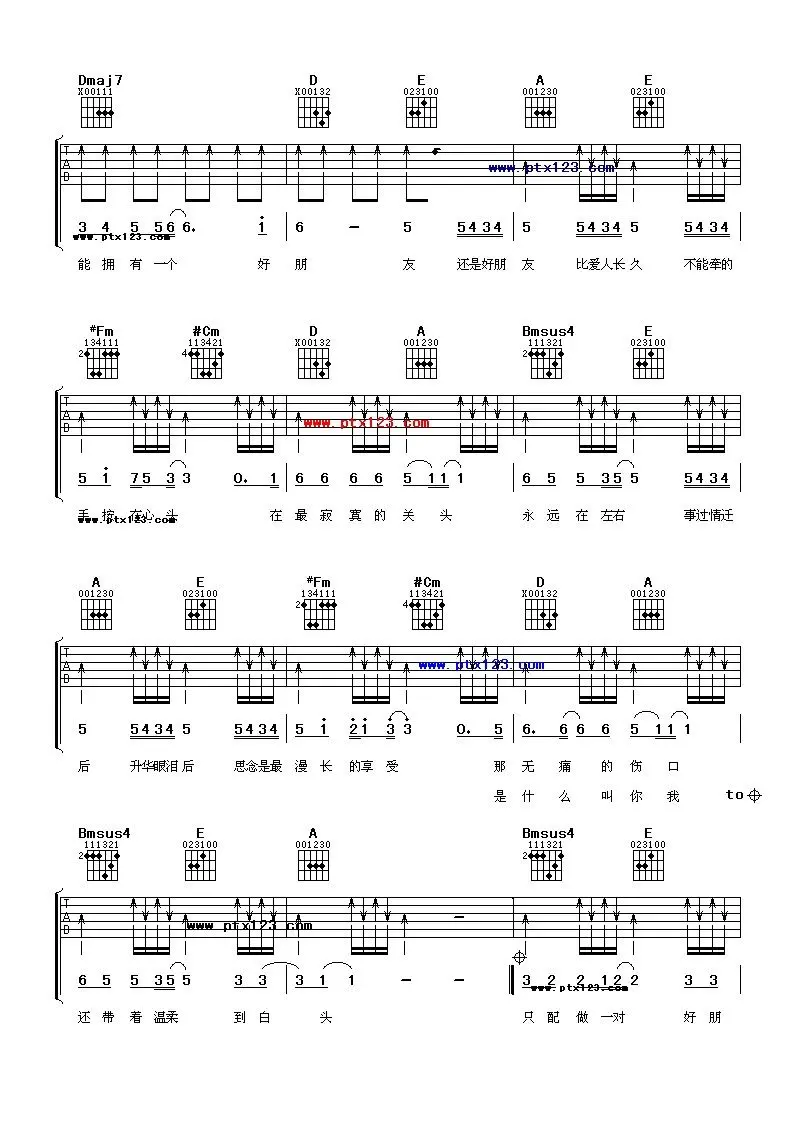 Dmaj7 D E A E
X00111 X00132 023100 001230 023100
www.ptx123.com
3 4 5 56 6. 1 6 - 5 5434 5 5434 5 5434
www.ptx123.com
能 拥 有 一个 好 朋 友 还是好朋 友 比爱人长 久 不能牵的
#Fm #Cm D A Bmsus4 E
134111 113421 X00132 001230 111321 023100
2 4 2
www.ptx123.com
5 1 75 3 3 0. 1 6 6 6 6 5 11 1 6 5 5 35 5 5434
手 按 在心 头 在 最 寂 寞 的 关 头 永 远 在 左右 事过情迁
www.ptx123.com
A E #Fm #Cm D A
001230 023100 134111 113421 X00132 001230
2 4
www.ptx123.com
5 5434 5 5434 5 1 21 3 3 0. 5 6. 6 6 6 5 11 1
后 升华眼泪 后 思念是最 漫 长 的享 受 那 无 痛 的 伤 口
是 什 么 叫 你 我 to
Bmsus4 E A Bmsus4 E
111321 023100 001230 111321 023100
2 2
www.ptx123.com
6 5 5 35 5 3 3 3 1 1 - - 3 2 2 12 2 3 3
www.ptx123.com
还 带 着 温柔 到 白 头 只 配 做 一对 好 朋